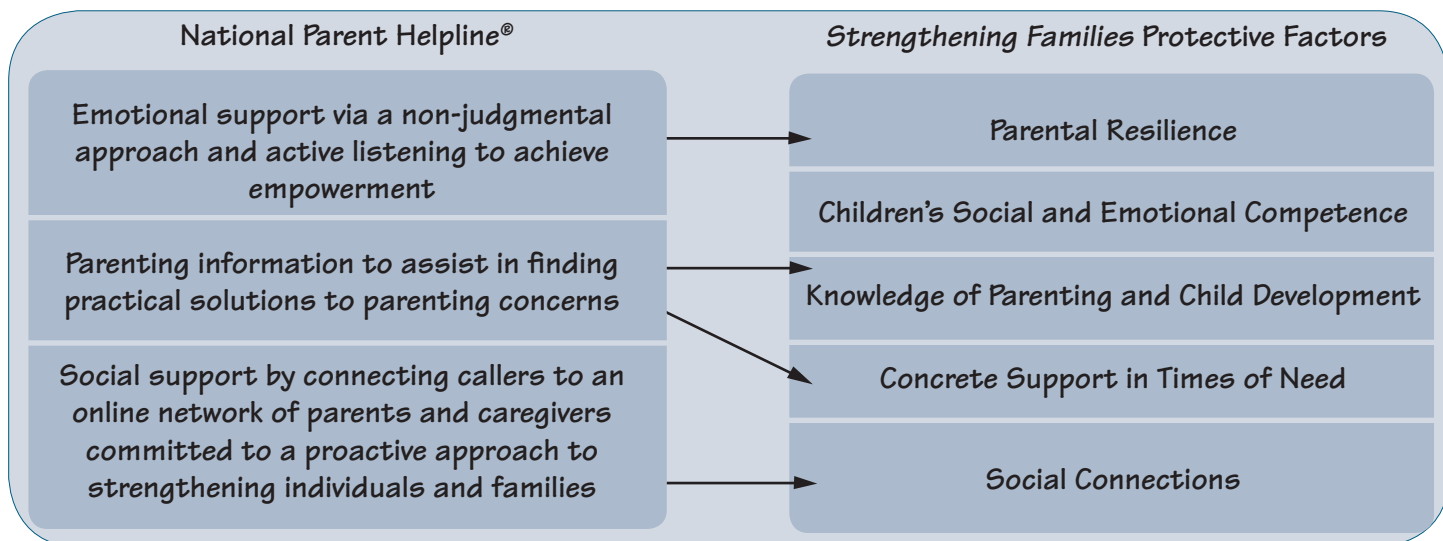 National Parent Helpline®
Emotional support via a non-judgmental
approach and active listening to achieve
empowerment
Parenting information to assist in finding
practical solutions to parenting concerns
Social support by connecting callers to an
online network of parents and caregivers
committed to a proactive approach to
strengthening individuals and families
Strengthening Families Protective Factors
Parental Resilience
Children's Social and Emotional Competence
Knowledge of Parenting and Child Development
Concrete Support in Times of Need
Social Connections